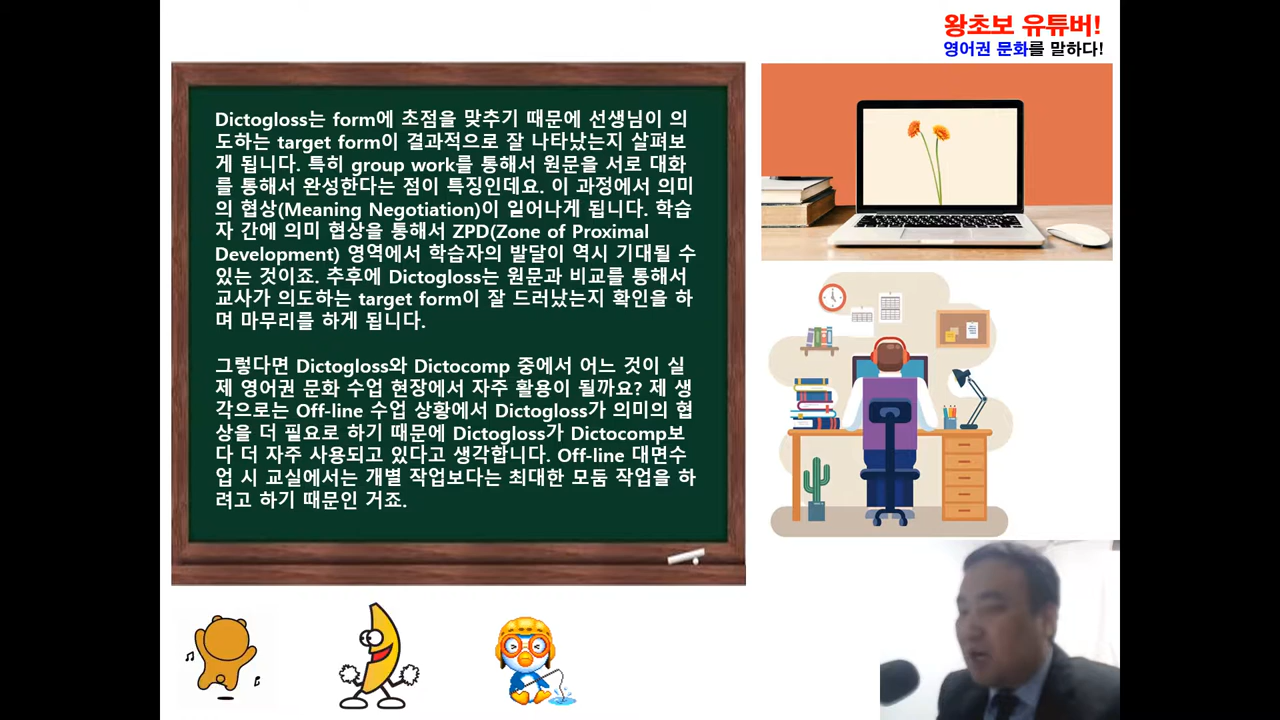 왕초보 유튜버!
영어권 문화를 말하다!
Dictogloss는 form에 초점을 맞추기 때문에 선생님이 의
도하는 target form이 결과적으로 잘 나타났는지 살펴보
게 됩니다. 특히 group work를 통해서 원문을 서로 대화
를 통해서 완성한다는 점이 특징인데요. 이 과정에서 의미
의 협상(Meaning Negotiation)이 일어나게 됩니다. 학습
자 간에 의미 협상을 통해서 ZPD(Zone of Proximal
Development) 영역에서 학습자의 발달이 역시 기대될 수
있는 것이죠. 추후에 Dictogloss는 원문과 비교를 통해서
교사가 의도하는 target form이 잘 드러났는지 확인을 하
며 마무리를 하게 됩니다.
그렇다면 Dictogloss와 Dictocomp 중에서 어느 것이 실
제 영어권 문화 수업 현장에서 자주 활용이 될까요? 제 생
각으로는 Off-line 수업 상황에서 Dictogloss가 의미의 협
상을 더 필요로 하기 때문에 Dictogloss가 Dictocomp보
다 더 자주 사용되고 있다고 생각합니다. Off-line 대면수
업 시 교실에서는 개별 작업보다는 최대한 모둠 작업을 하
려고 하기 때문인 거죠.